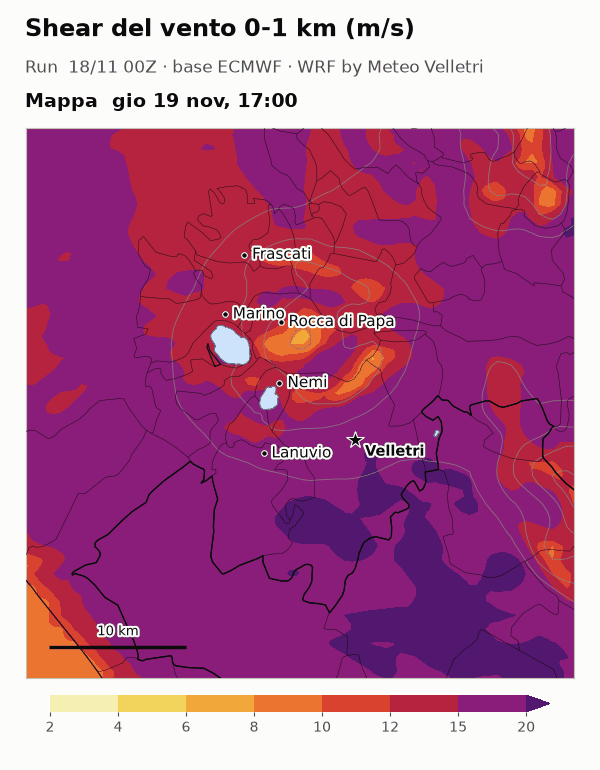 Shear del vento 0-1 km (m/s)
Run  18/11 00Z · base ECMWF · WRF by Meteo Velletri
Mappa  gio 19 nov, 17:00
Frascati
Marino
Rocca di Papa
Nemi
Velletri
Lanuvio
10 km
2 4 6 8 10 12 15 20